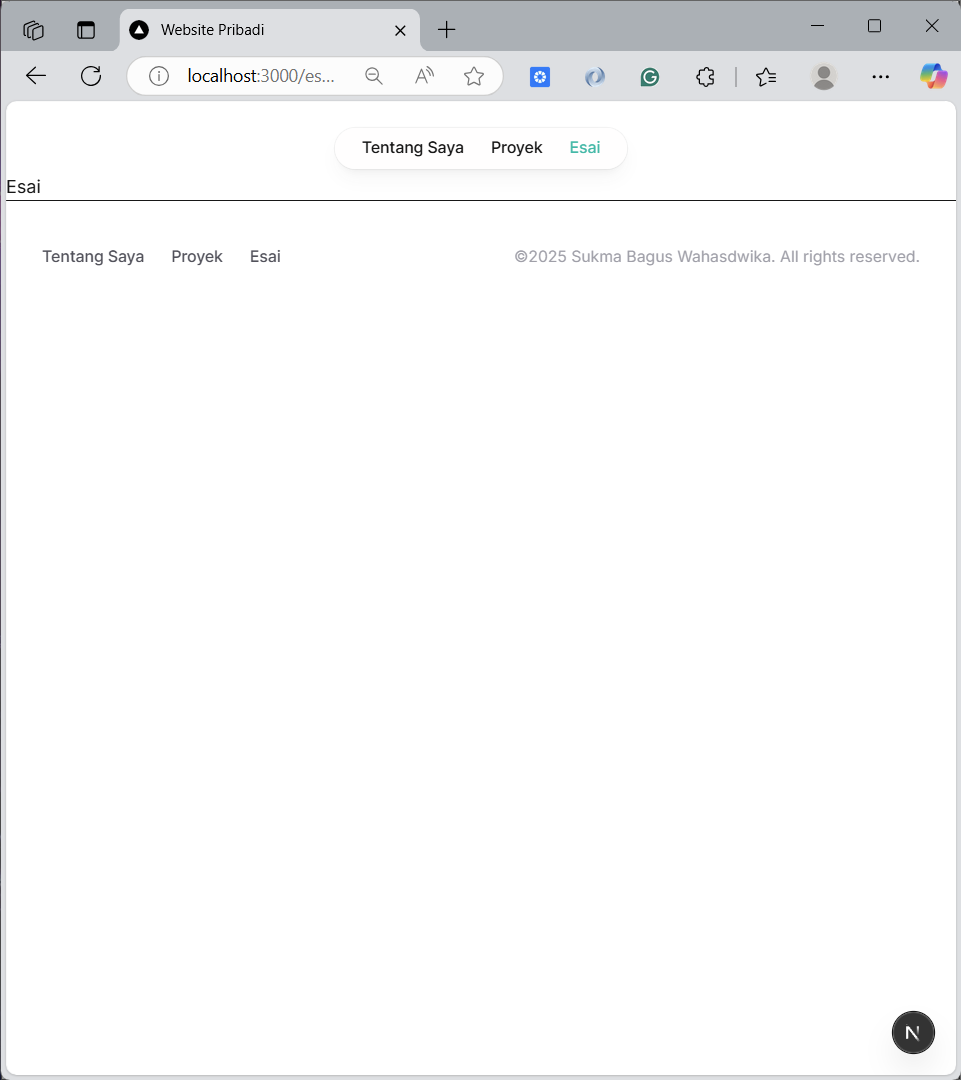 Website Pribadi
localhost:3000/es...
Tentang Saya Proyek Esai
Esai
Tentang Saya Proyek Esai ©2025 Sukma Bagus Wahasdwika. All rights reserved.
N